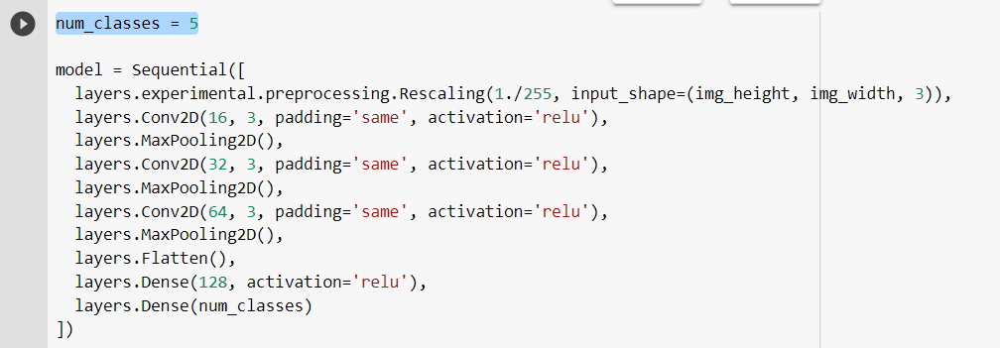 num_classes = 5
model = Sequential([
layers.experimental.preprocessing.Rescaling(1./255, input_shape=(img_height, img_width, 3)),
layers.Conv2D(16, 3, padding='same', activation='relu'),
layers.MaxPooling2D(),
layers.Conv2D(32, 3, padding='same', activation='relu'),
layers.MaxPooling2D(),
layers.Conv2D(64, 3, padding='same', activation='relu'),
layers.MaxPooling2D(),
layers.Flatten(),
layers.Dense(128, activation='relu'),
layers.Dense(num_classes)
])